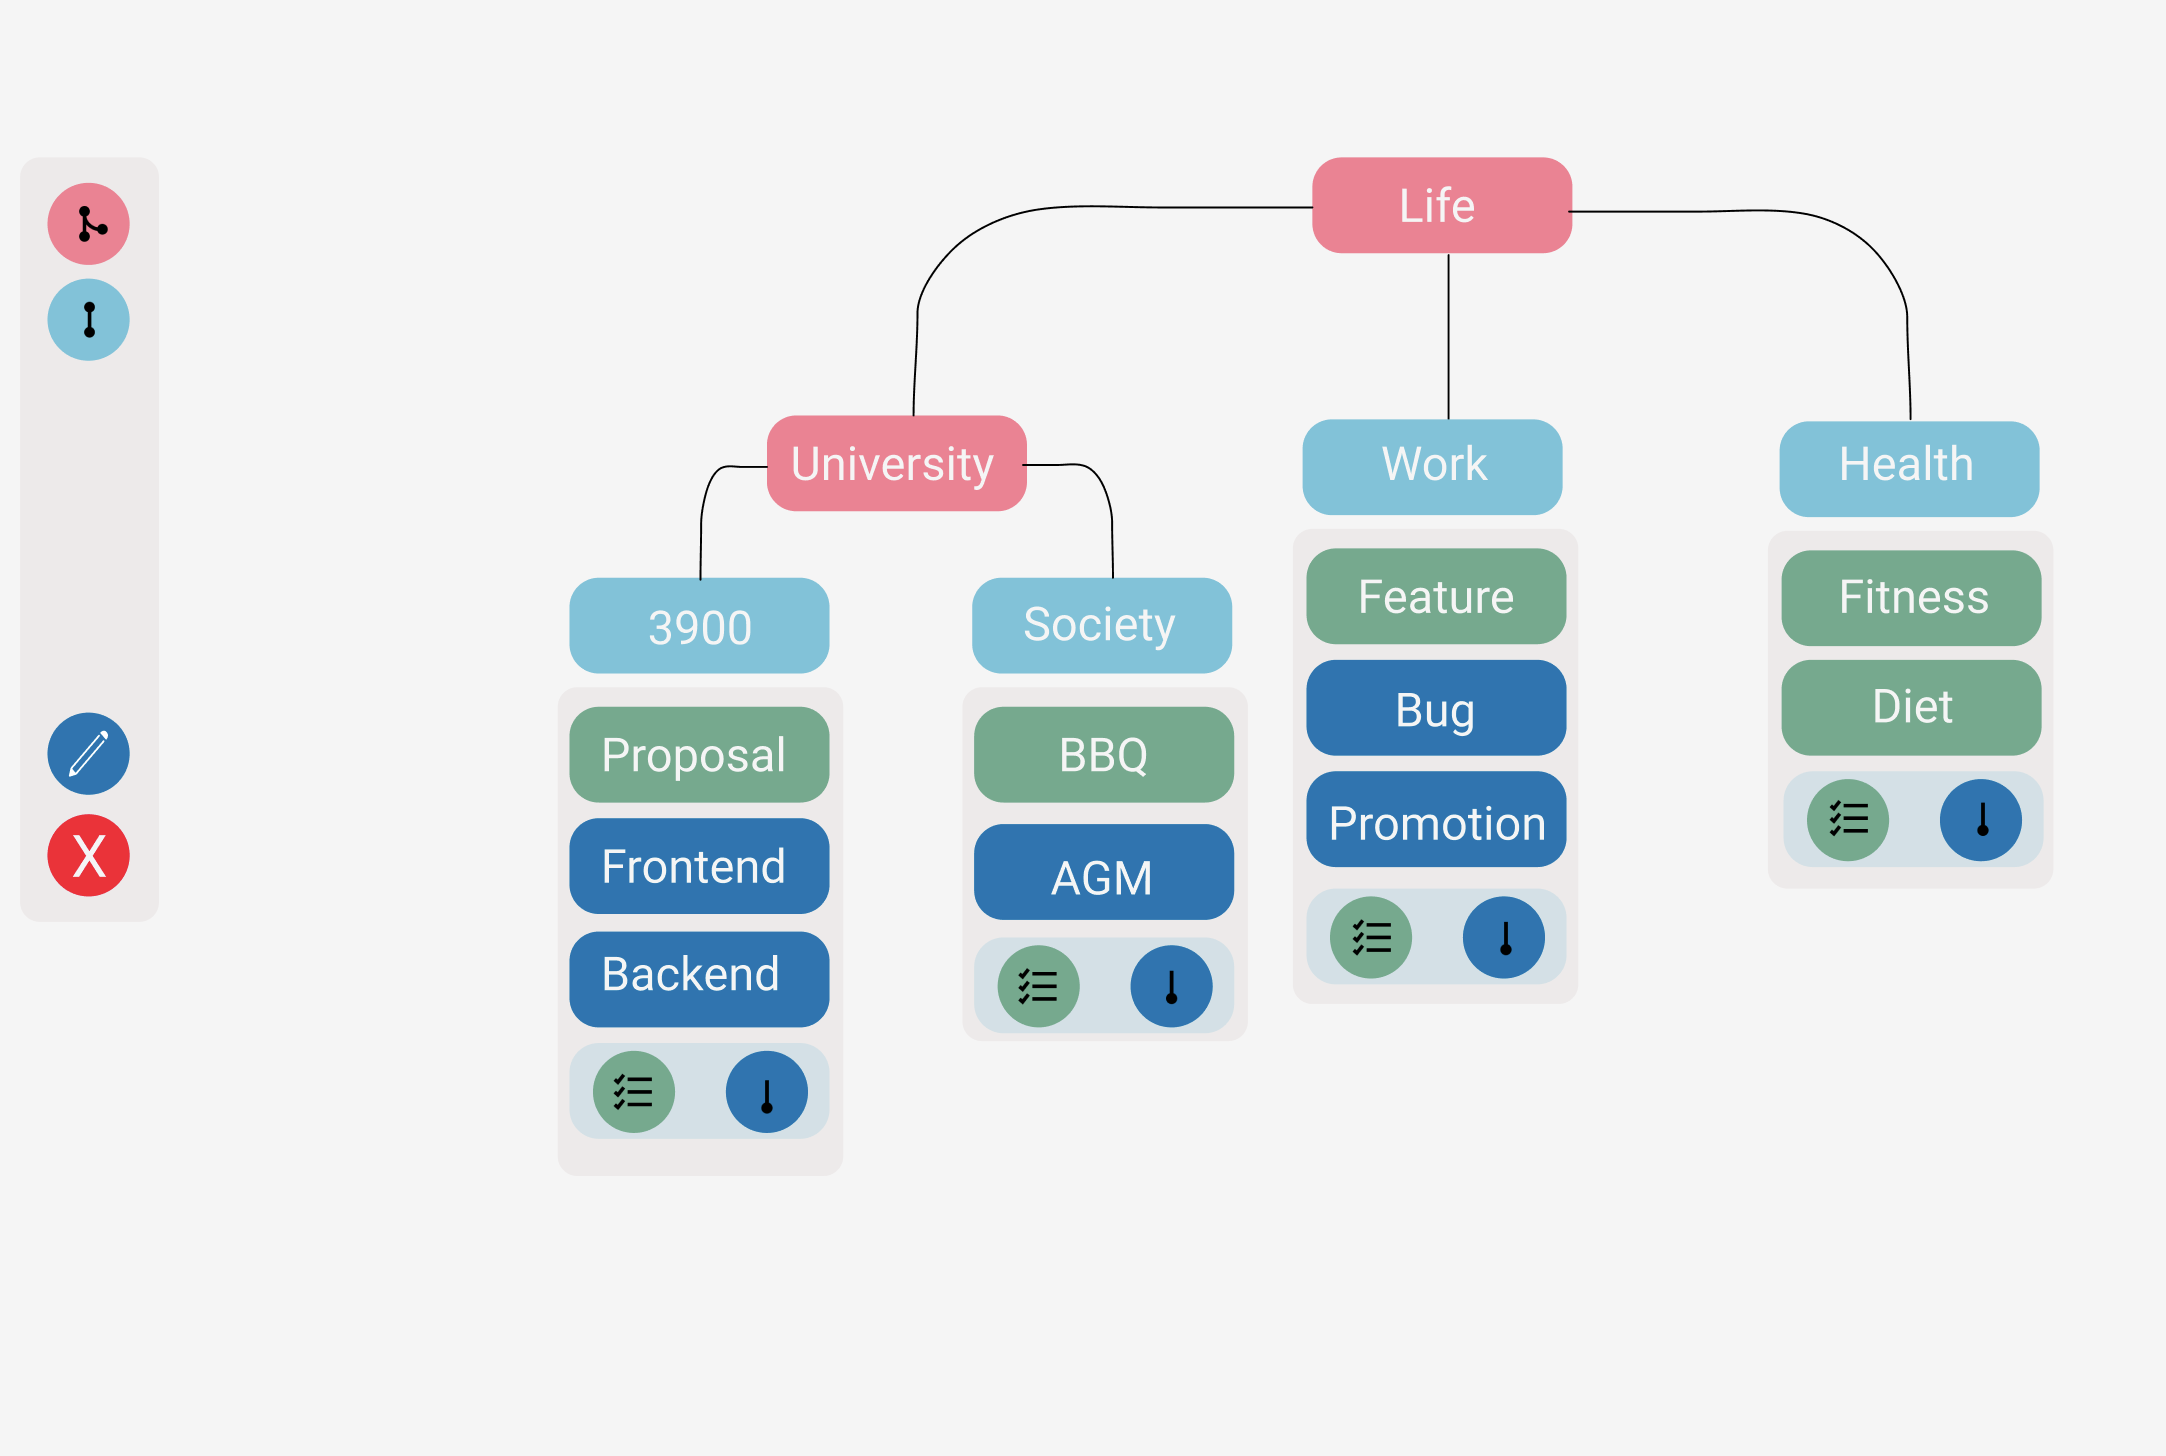 Life
University
Work
Health
3900
Society
Feature
Fitness
Bug
Diet
Proposal
BBQ
Promotion
Frontend
AGM
Backend
X